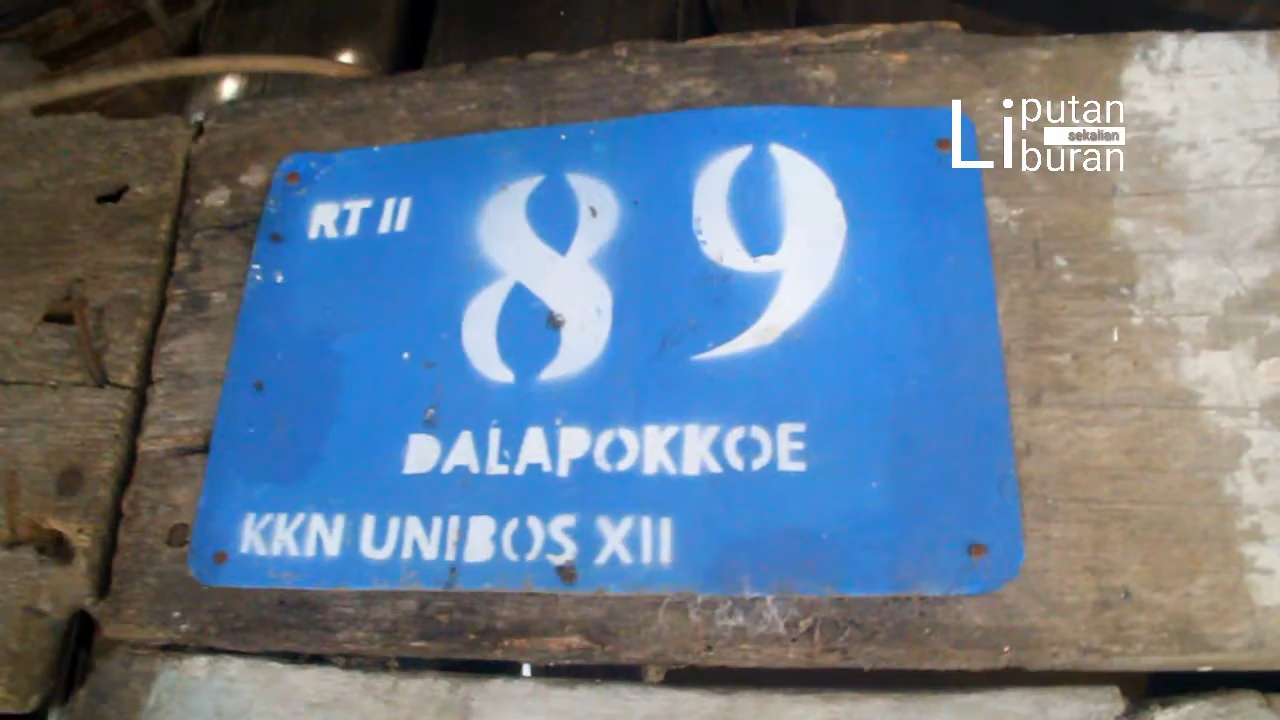 RT II
89
DALAPOKKOE
KKN UNIBOS XII
Liputan
sekalian
Liburan